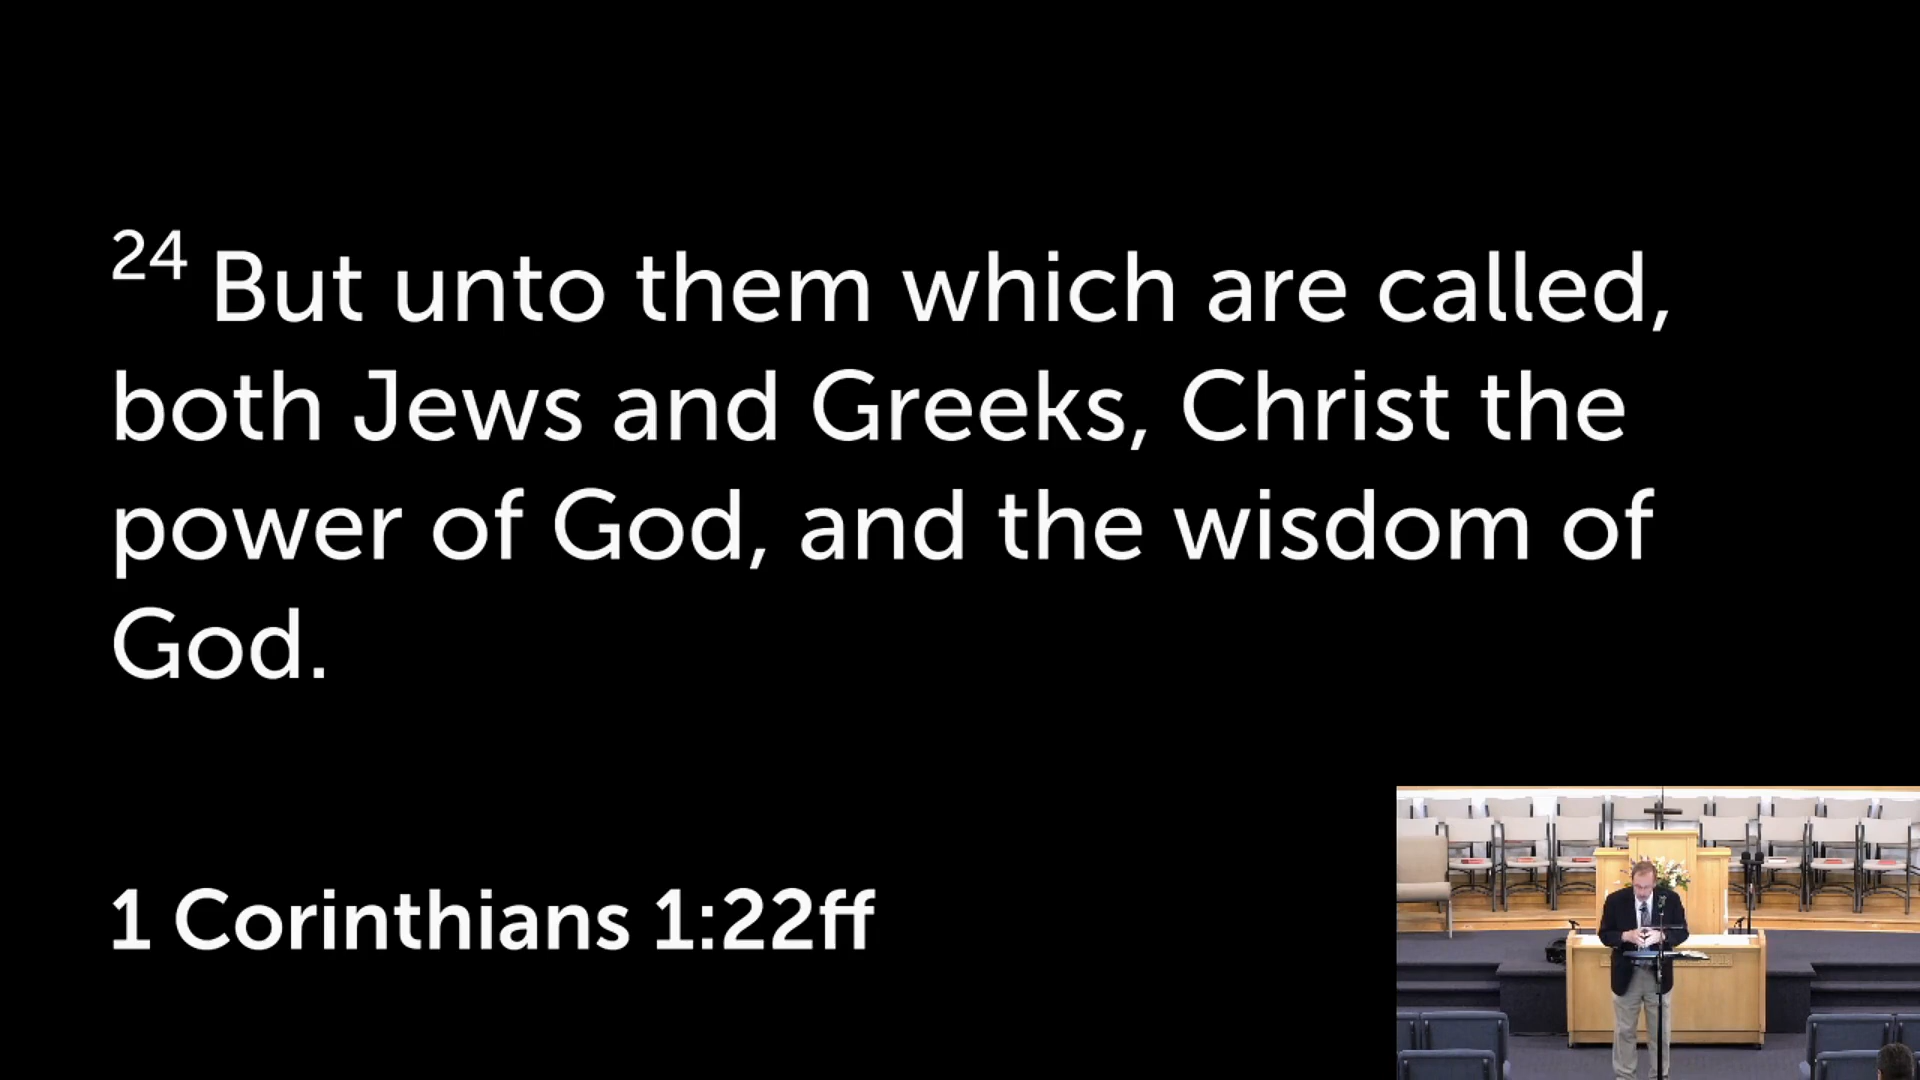 24 But unto them which are called,
both Jews and Greeks, Christ the
power of God, and the wisdom of
God.
1 Corinthians 1:22ff